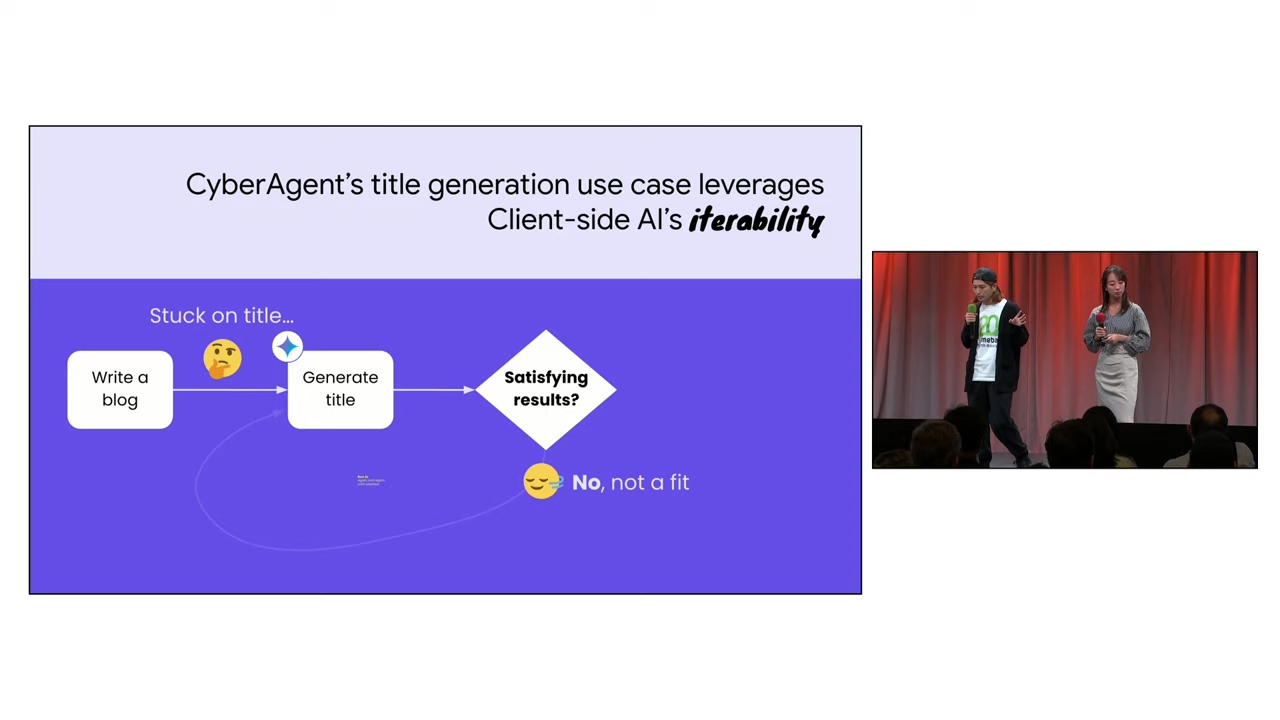 CyberAgent's title generation use case leverages
Client-side AI's iterability
Stuck on title...
Write a
blog
Generate
title
Satisfying
results?
No, not a fit